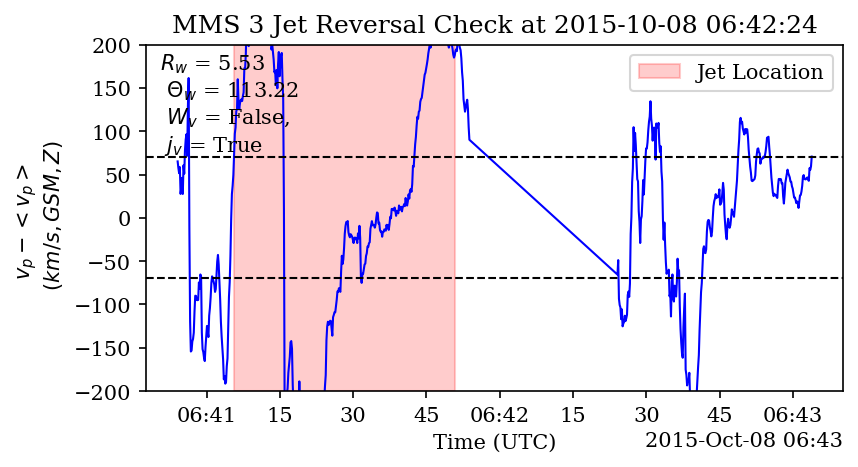 MMS 3 Jet Reversal Check at 2015-10-08 06:42:24
R_w = 5.53
Θ_w = 113.22
W_v = False,
j_v = True
Jet Location
v_p − < v_p >
(km/s, GSM, Z)
200
150
100
50
0
−50
−100
−150
−200
06:41 15 30 45 06:42 15 30 45 06:43
Time (UTC)
2015-Oct-08 06:43